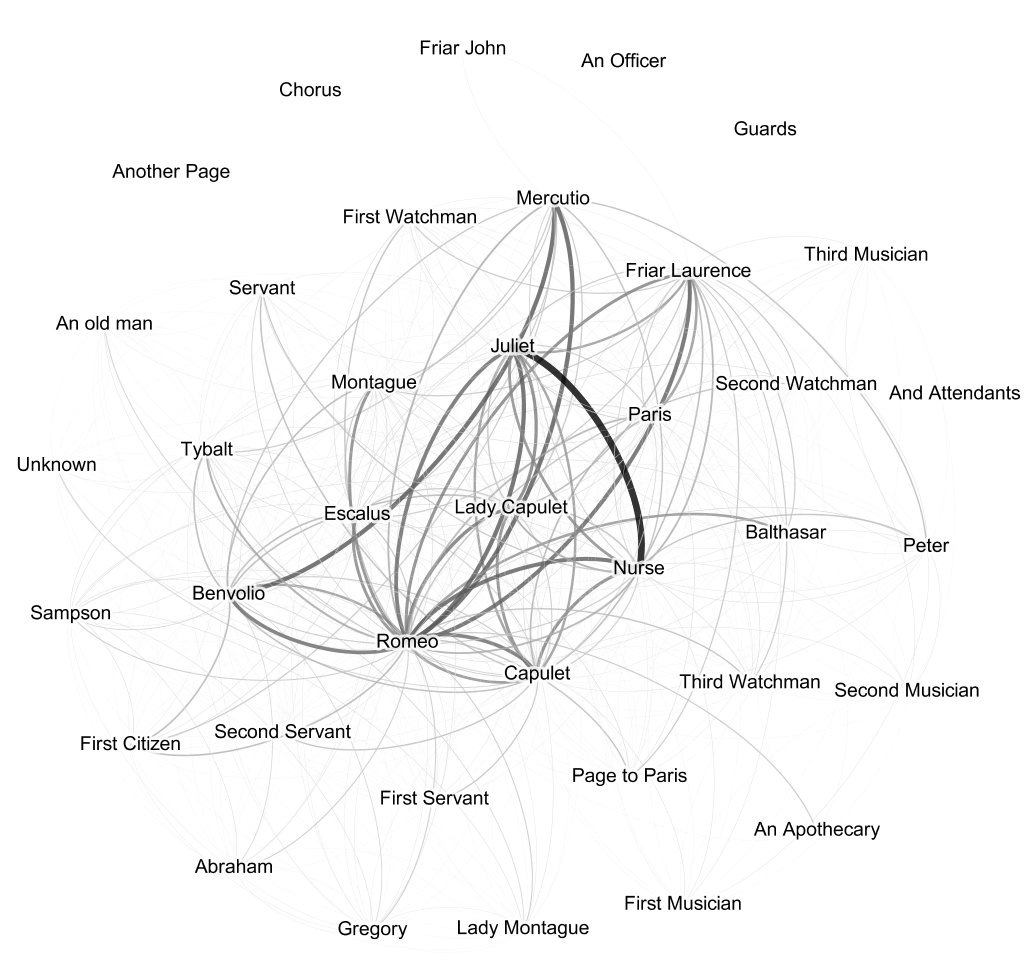 Friar John
An Officer
Chorus
Guards
Another Page
Mercutio
First Watchman
Third Musician
Friar Laurence
Servant
An old man
Juliet
Montague
Second Watchman
And Attendants
Paris
Tybalt
Unknown
Lady Capulet
Escalus
Balthasar
Peter
Nurse
Benvolio
Sampson
Romeo
Capulet
Third Watchman
Second Musician
Second Servant
First Citizen
Page to Paris
First Servant
An Apothecary
Abraham
First Musician
Gregory
Lady Montague